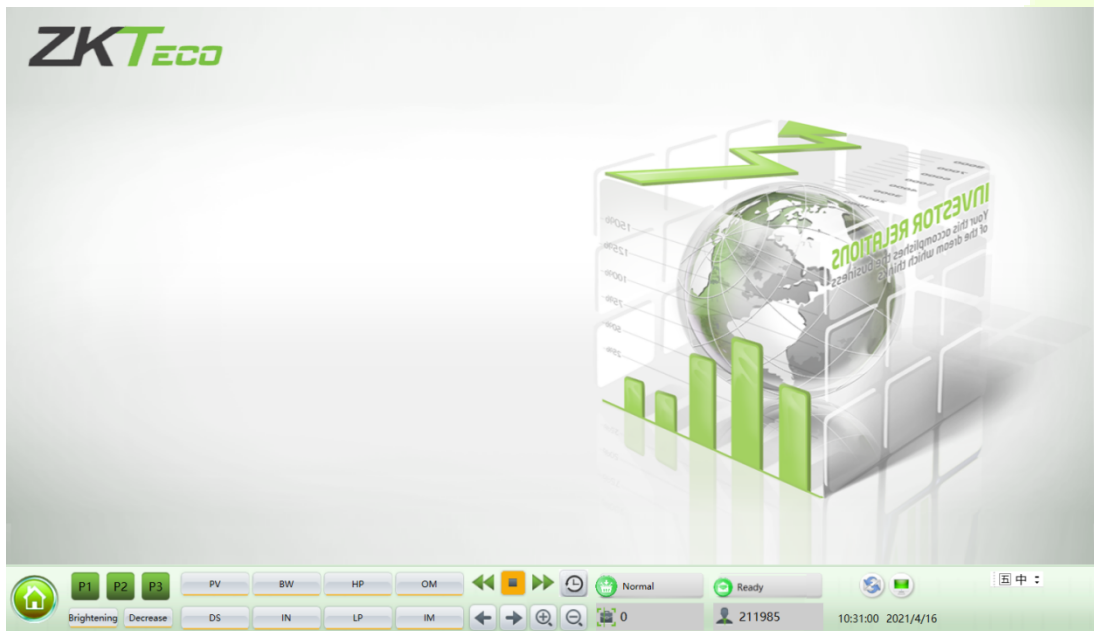 ZKTECO
INVESTOR RELATIONS
Your this accomplishes the business
of the dream which things
150%
125%
100%
75%
50%
25%
P1 P2 P3 PV BW HP OM Normal Ready
Brightening Decrease DS IN LP IM 0 211985 10:31:00 2021/4/16
五 中